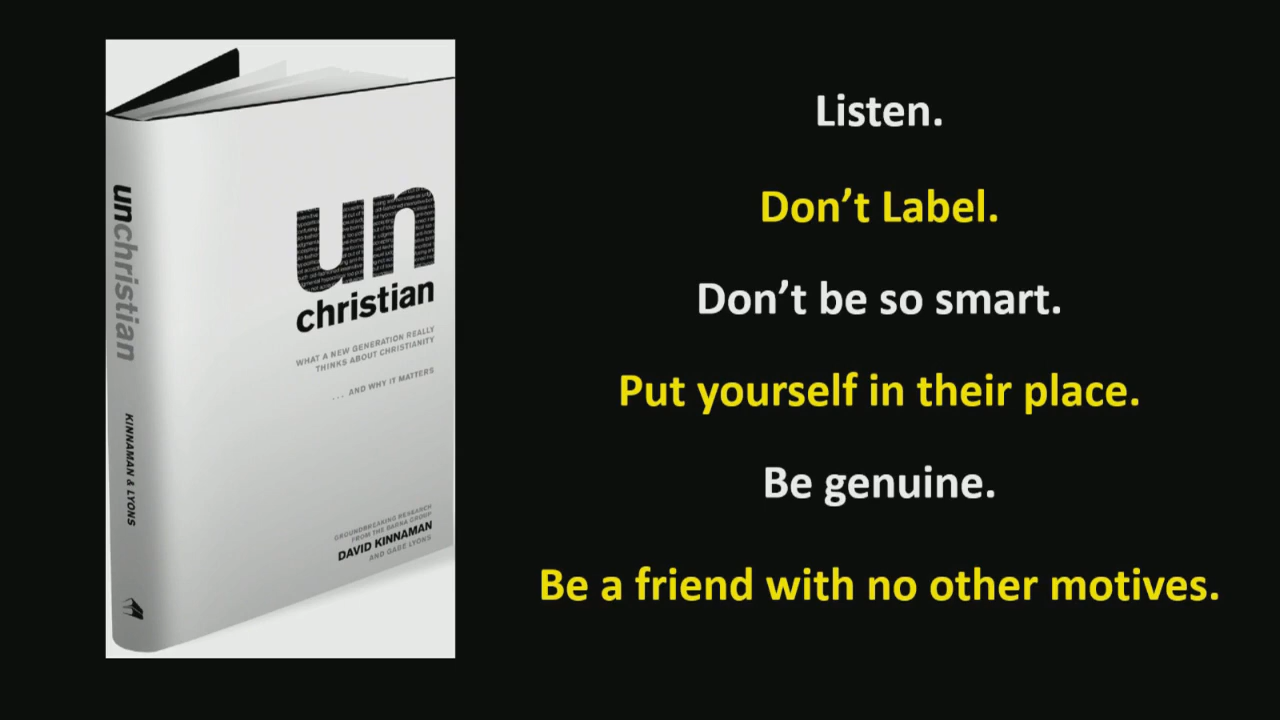 unchristian
KINNAMAN & LYONS
un
christian
WHAT A NEW GENERATION REALLY
THINKS ABOUT CHRISTIANITY
... AND WHY IT MATTERS
GROUNDBREAKING RESEARCH
FROM THE BARNA GROUP
DAVID KINNAMAN
AND GABE LYONS
Listen.
Don’t Label.
Don’t be so smart.
Put yourself in their place.
Be genuine.
Be a friend with no other motives.